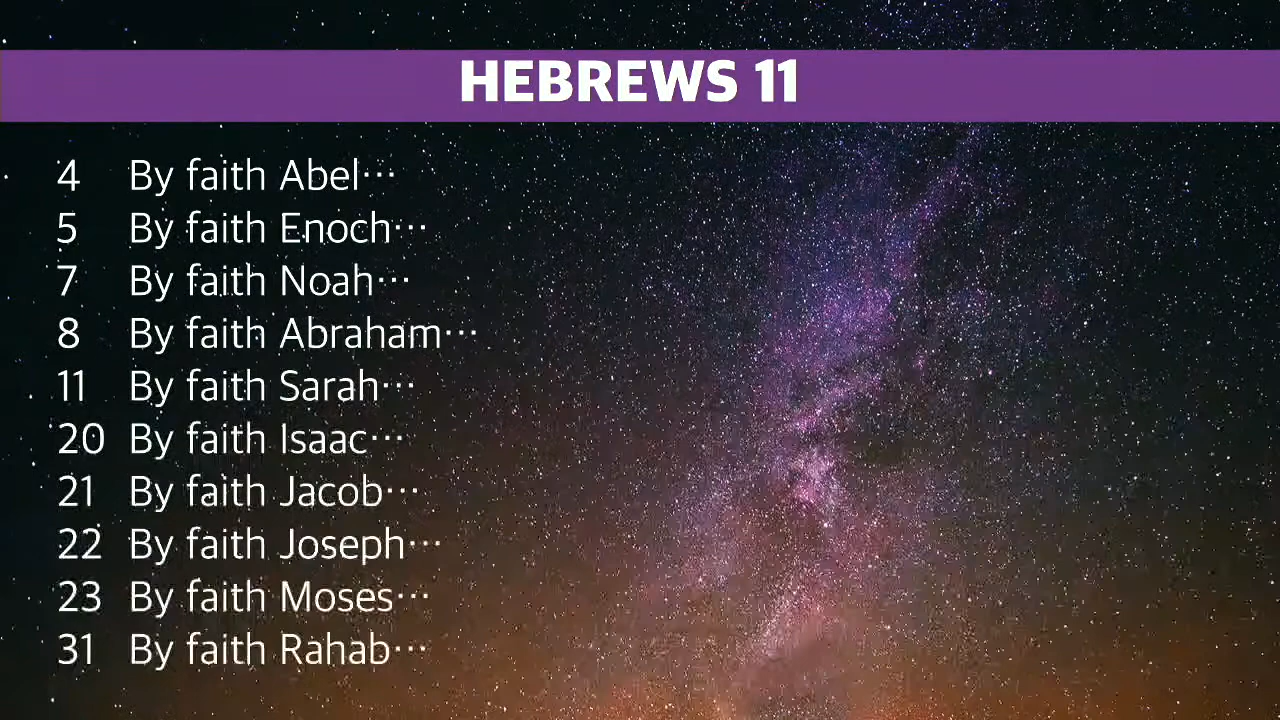 HEBREWS 11
4 By faith Abel…
5 By faith Enoch…
7 By faith Noah…
8 By faith Abraham…
11 By faith Sarah…
20 By faith Isaac…
21 By faith Jacob…
22 By faith Joseph…
23 By faith Moses…
31 By faith Rahab…